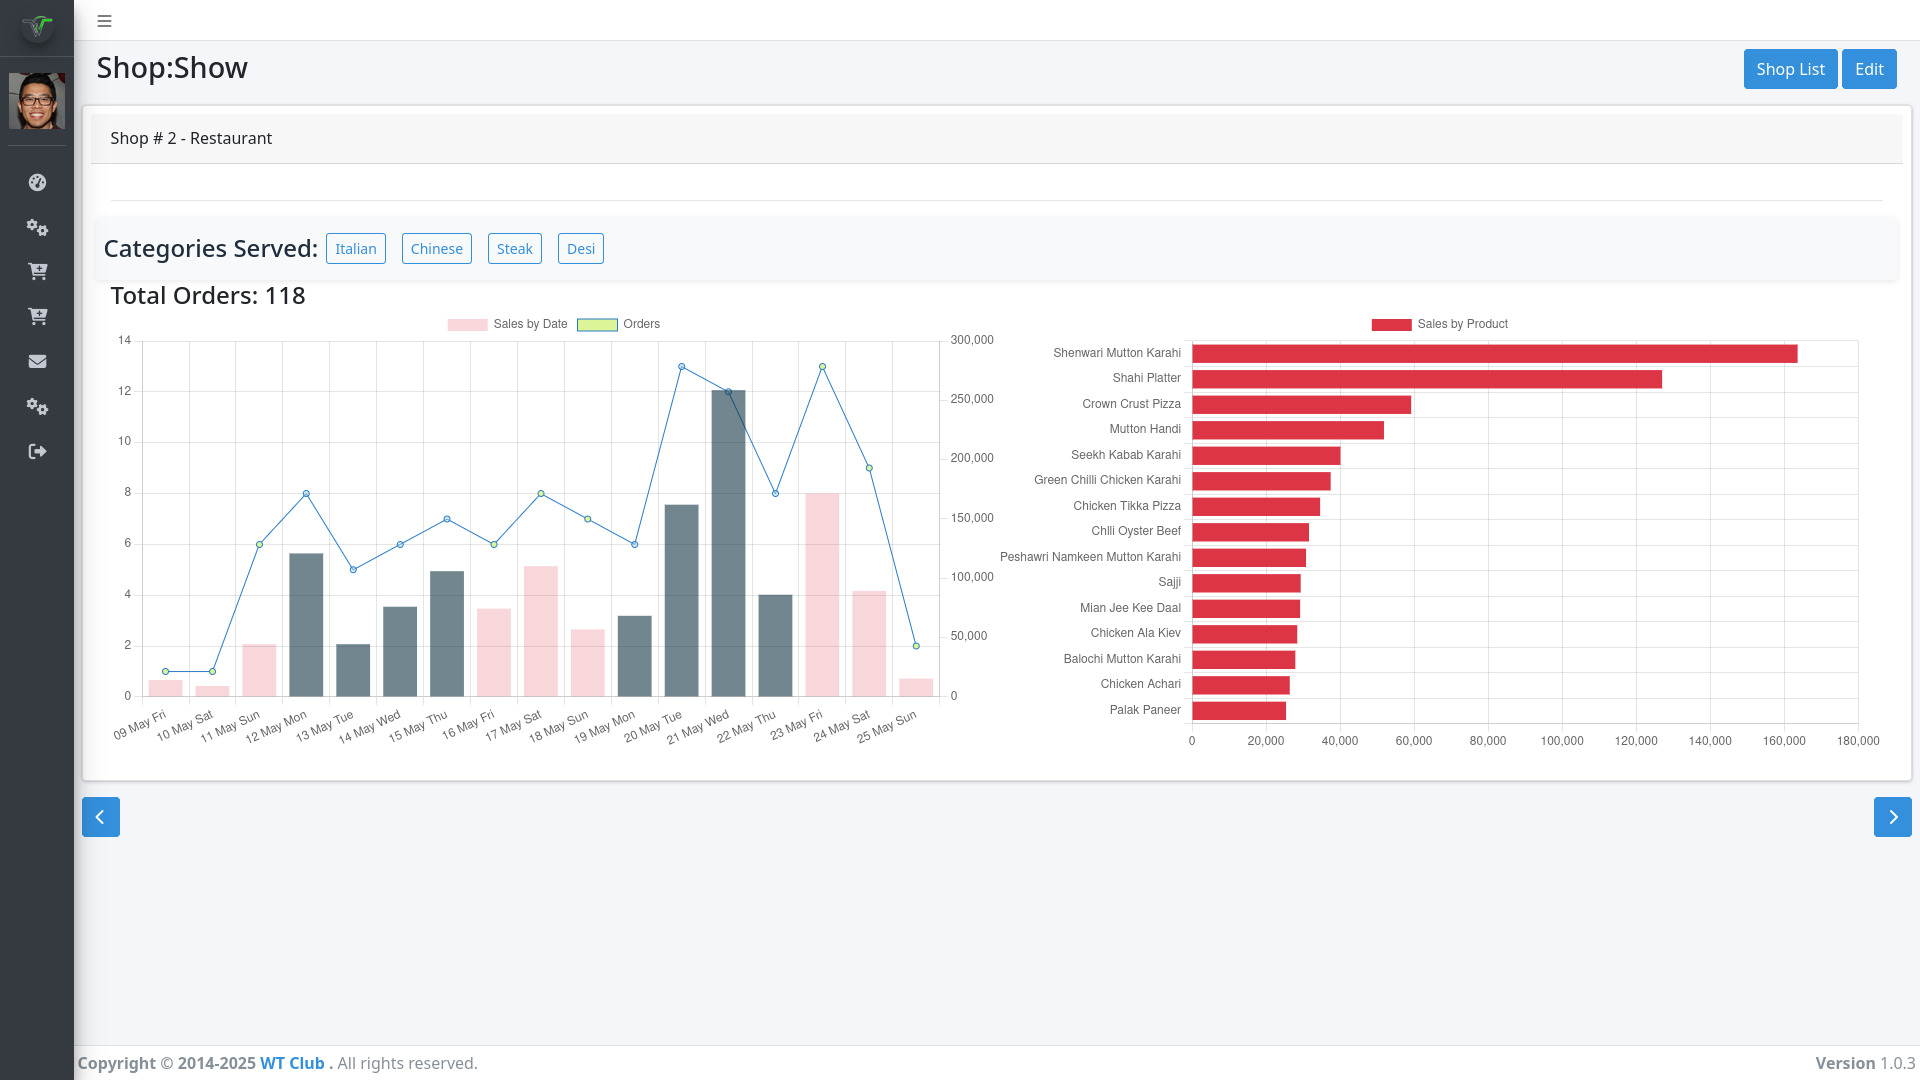 Shop:Show
Shop List
Edit
Shop # 2 - Restaurant
Categories Served:
Italian
Chinese
Steak
Desi
Total Orders: 118
Sales by Date
Orders
14
12
10
8
6
4
2
0
300,000
250,000
200,000
150,000
100,000
50,000
0
09 May Fri
10 May Sat
11 May Sun
12 May Mon
13 May Tue
14 May Wed
15 May Thu
16 May Fri
17 May Sat
18 May Sun
19 May Mon
20 May Tue
21 May Wed
22 May Thu
23 May Fri
24 May Sat
25 May Sun
Sales by Product
Shenwari Mutton Karahi
Shahi Platter
Crown Crust Pizza
Mutton Handi
Seekh Kabab Karahi
Green Chilli Chicken Karahi
Chicken Tikka Pizza
Chlli Oyster Beef
Peshawri Namkeen Mutton Karahi
Sajji
Mian Jee Kee Daal
Chicken Ala Kiev
Balochi Mutton Karahi
Chicken Achari
Palak Paneer
0
20,000
40,000
60,000
80,000
100,000
120,000
140,000
160,000
180,000
Copyright © 2014-2025 WT Club . All rights reserved.
Version 1.0.3